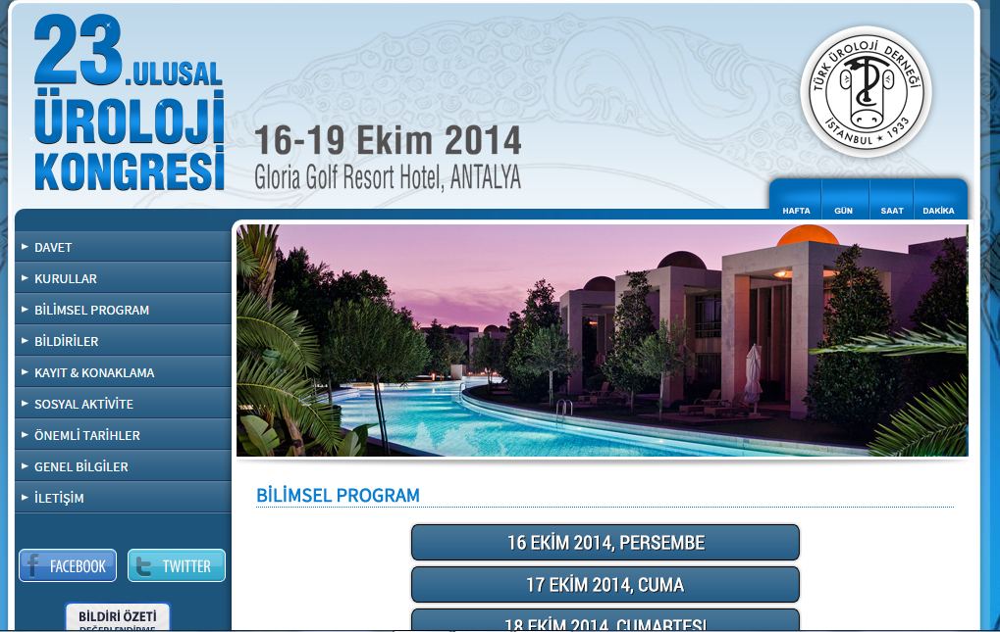 23.ULUSAL
ÜROLOJİ
KONGRESİ
16-19 Ekim 2014
Gloria Golf Resort Hotel, ANTALYA
TÜRK ÜROLOJİ DERNEĞİ
İSTANBUL * 1933
HAFTA GÜN SAAT DAKİKA
DAVET
KURULLAR
BİLİMSEL PROGRAM
BİLDİRİLER
KAYIT & KONAKLAMA
SOSYAL AKTİVİTE
ÖNEMLİ TARİHLER
GENEL BİLGİLER
İLETİŞİM
FACEBOOK TWITTER
BİLDİRİ ÖZETİ
DEĞERLENDİRME
BİLİMSEL PROGRAM
16 EKİM 2014, PERSEMBE
17 EKİM 2014, CUMA
18 EKİM 2014, CUMARTESI